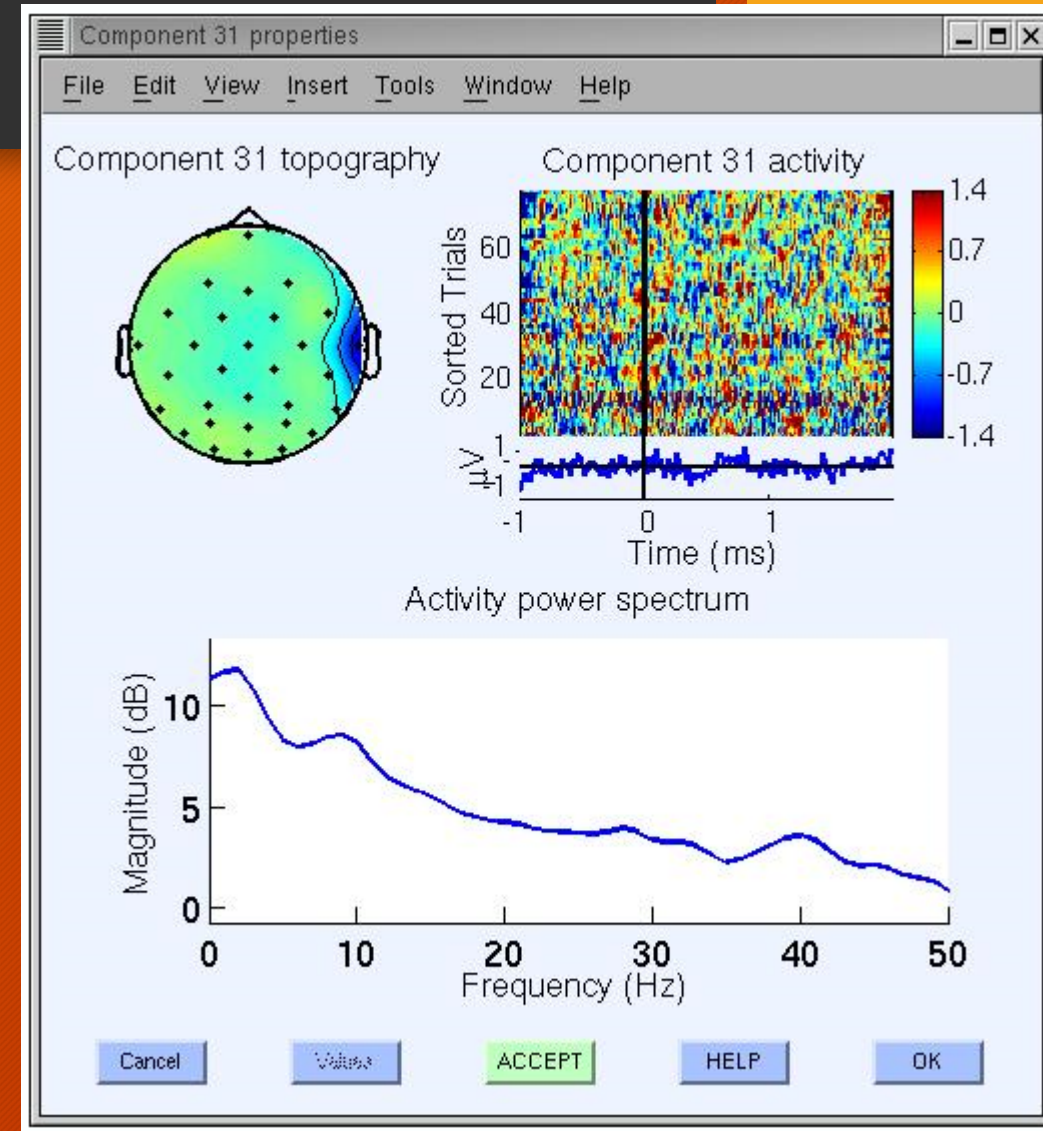 Component 31 properties
File Edit View Insert Tools Window Help
Component 31 topography
Component 31 activity
Sorted Trials
60
40
20
1.4
0.7
0
-0.7
-1.4
μV
1
-1
-1 0 1
Time (ms)
Activity power spectrum
Magnitude (dB)
10
5
0
0 10 20 30 40 50
Frequency (Hz)
Cancel Values ACCEPT HELP OK